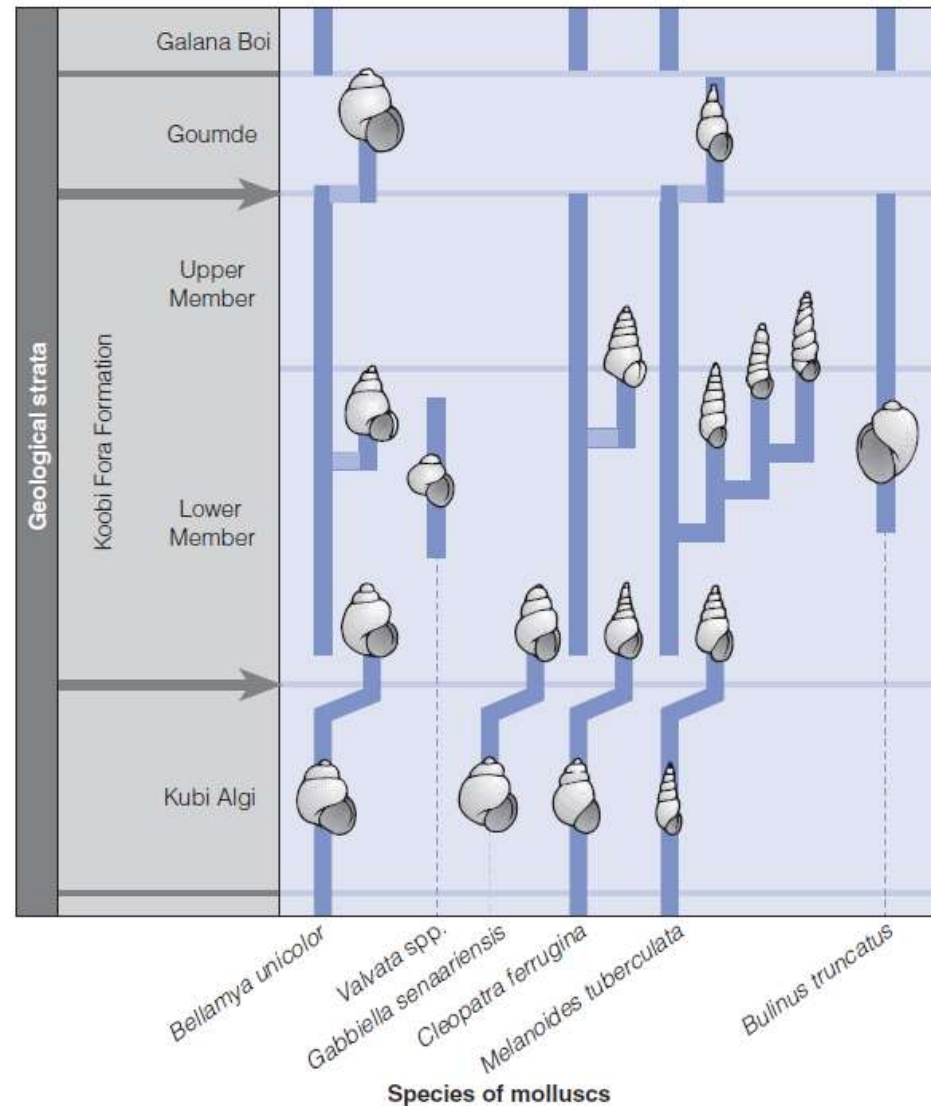 Galana Boi
Goumde
Upper
Member
Lower
Member
Kubi Algi
Koobi Fora Formation
Geological strata
Bellamya unicolor
Valvata spp.
Gabbiella senaariensis
Cleopatra ferrugina
Melanoides tuberculata
Bulinus truncatus
Species of molluscs